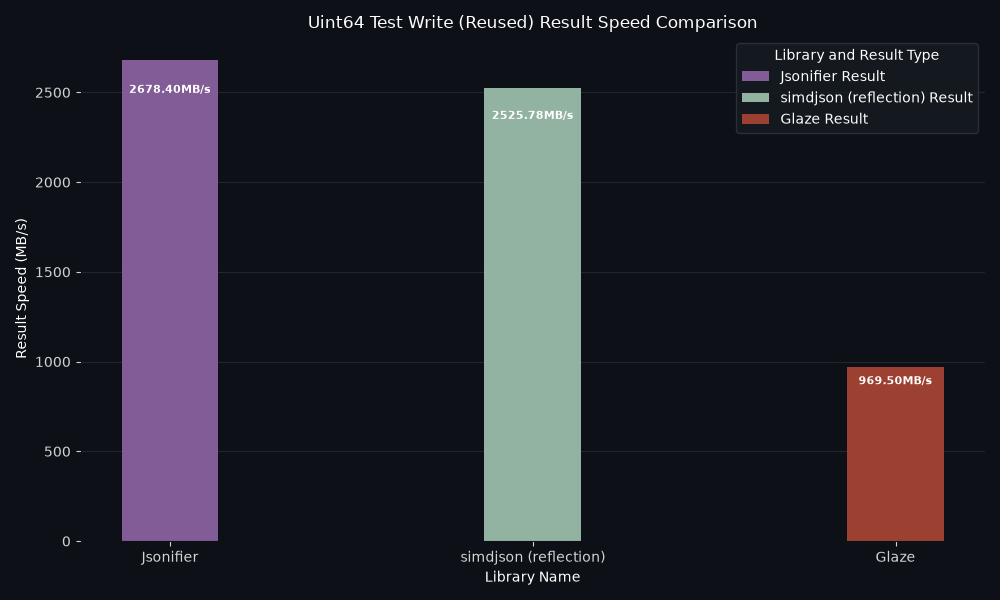 Uint64 Test Write (Reused) Result Speed Comparison
Library and Result Type
Jsonifier Result
simdjson (reflection) Result
Glaze Result
2678.40MB/s
2525.78MB/s
969.50MB/s
Result Speed (MB/s)
2500
2000
1500
1000
500
0
Jsonifier
simdjson (reflection)
Glaze
Library Name